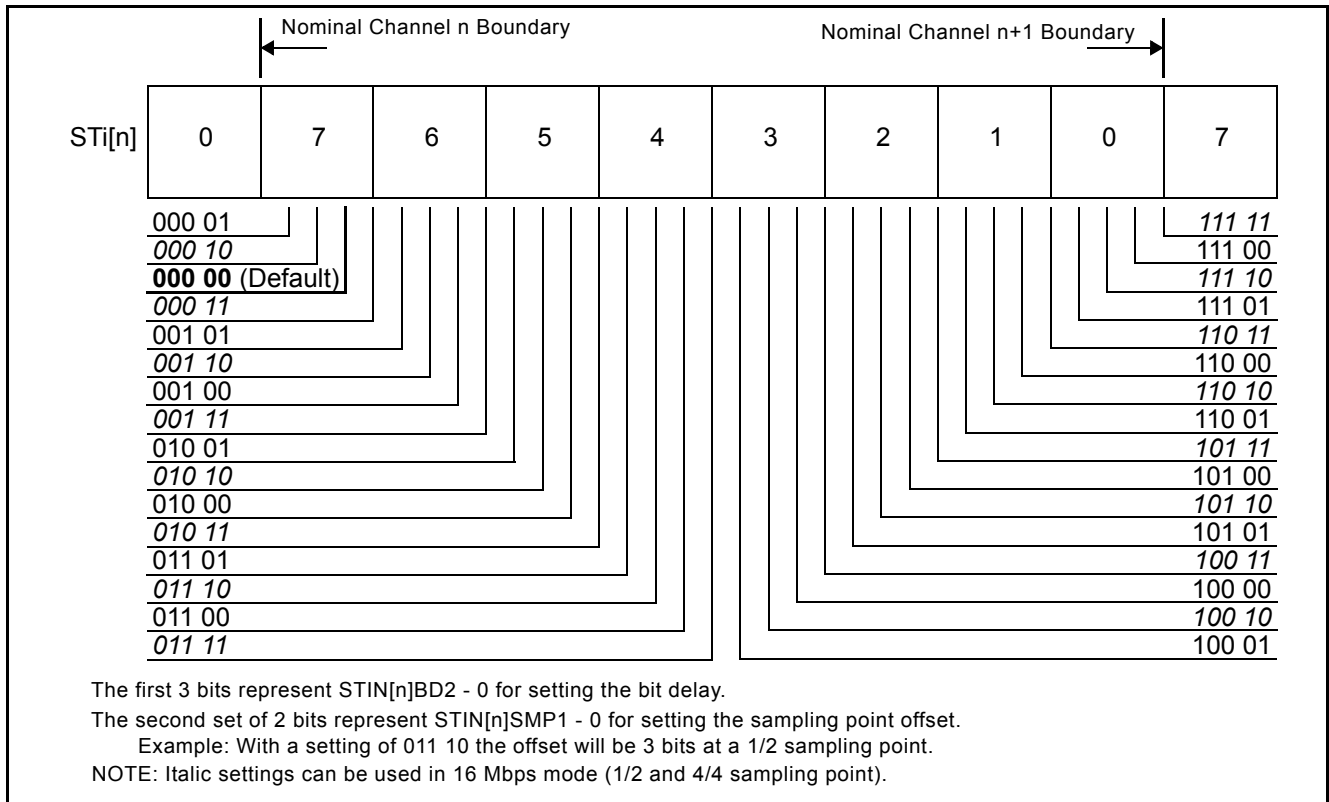 Nominal Channel n Boundary
Nominal Channel n+1 Boundary
STi[n] 0 7 6 5 4 3 2 1 0 7
000 01 111 11
000 10 111 00
000 00 (Default) 111 10
000 11 111 01
001 01 110 11
001 10 110 00
001 00 110 10
001 11 110 01
010 01 101 11
010 10 101 00
010 00 101 10
010 11 101 01
011 01 100 11
011 10 100 00
011 00 100 10
011 11 100 01
The first 3 bits represent STIN[n]BD2 - 0 for setting the bit delay.
The second set of 2 bits represent STIN[n]SMP1 - 0 for setting the sampling point offset.
Example: With a setting of 011 10 the offset will be 3 bits at a 1/2 sampling point.
NOTE: Italic settings can be used in 16 Mbps mode (1/2 and 4/4 sampling point).